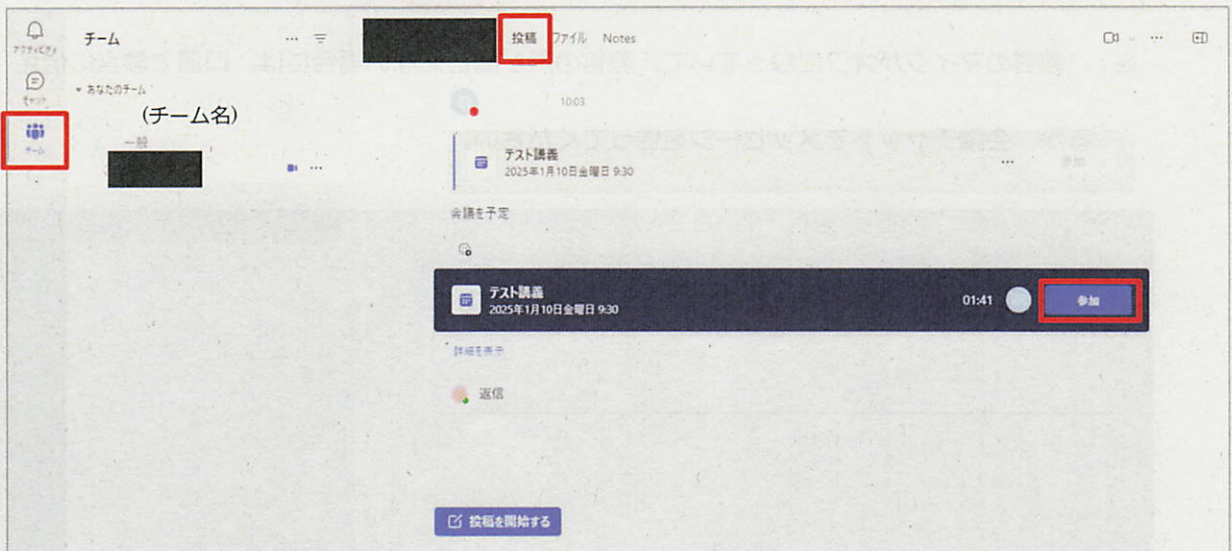 アクティビティ
チーム
投稿 ファイル Notes
チャット
あなたのチーム
(チーム名)
チーム
一般
10:03
テスト講義
2025年1月10日金曜日 9:30
会議を予定
テスト講義
2025年1月10日金曜日 9:30
01:41
参加
詳細を表示
返信
投稿を開始する